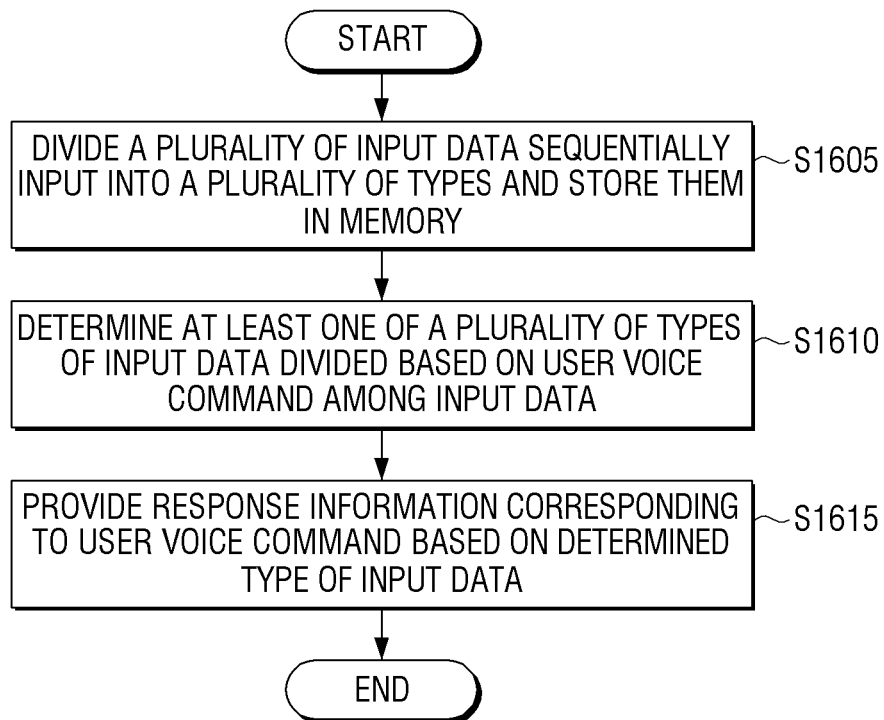 START
DIVIDE A PLURALITY OF INPUT DATA SEQUENTIALLY
INPUT INTO A PLURALITY OF TYPES AND STORE THEM
IN MEMORY
S1605
DETERMINE AT LEAST ONE OF A PLURALITY OF TYPES
OF INPUT DATA DIVIDED BASED ON USER VOICE
COMMAND AMONG INPUT DATA
S1610
PROVIDE RESPONSE INFORMATION CORRESPONDING
TO USER VOICE COMMAND BASED ON DETERMINED
TYPE OF INPUT DATA
S1615
END